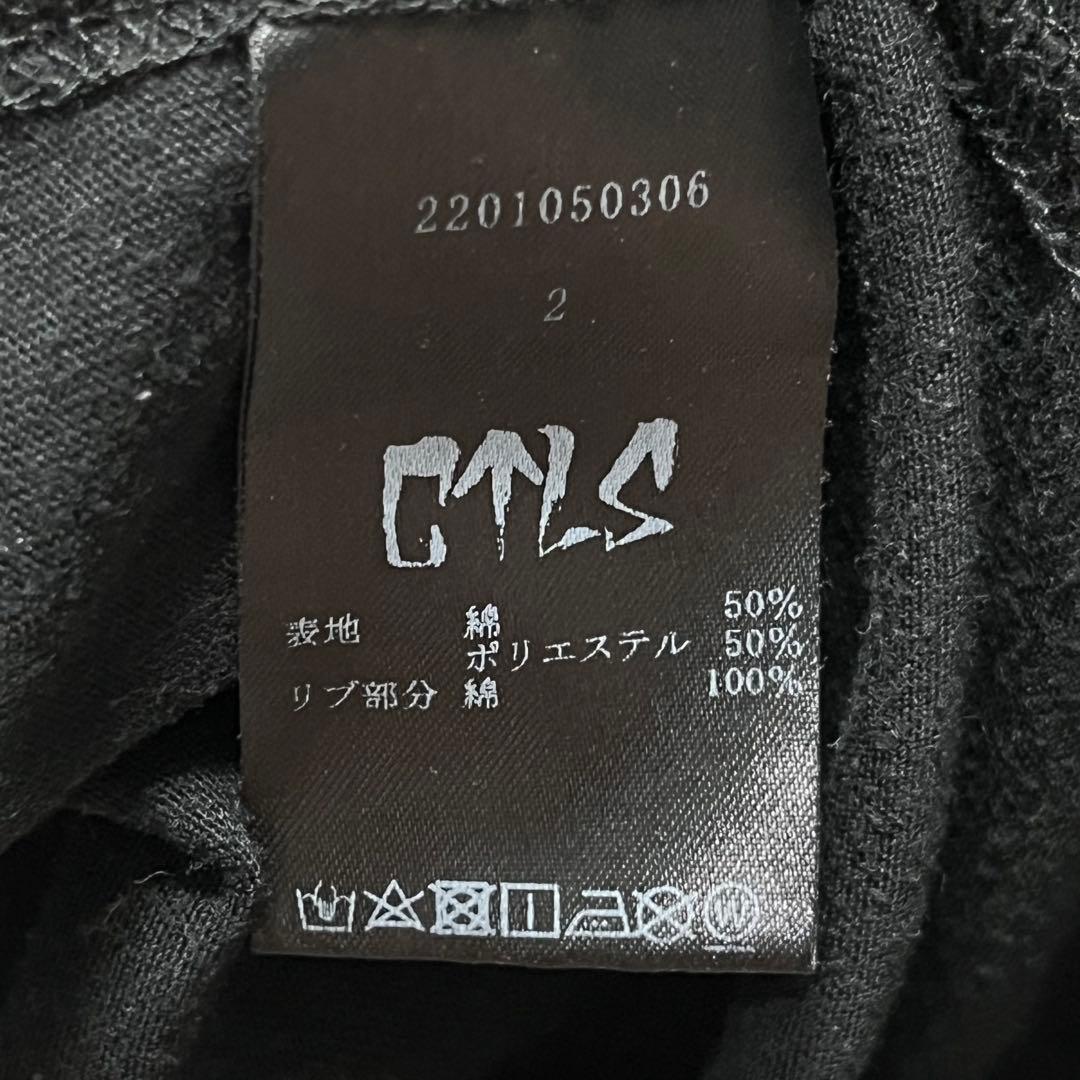 2201050306
2
CTLS
表地 綿 50%
ポリエステル 50%
リブ部分 綿 100%
W